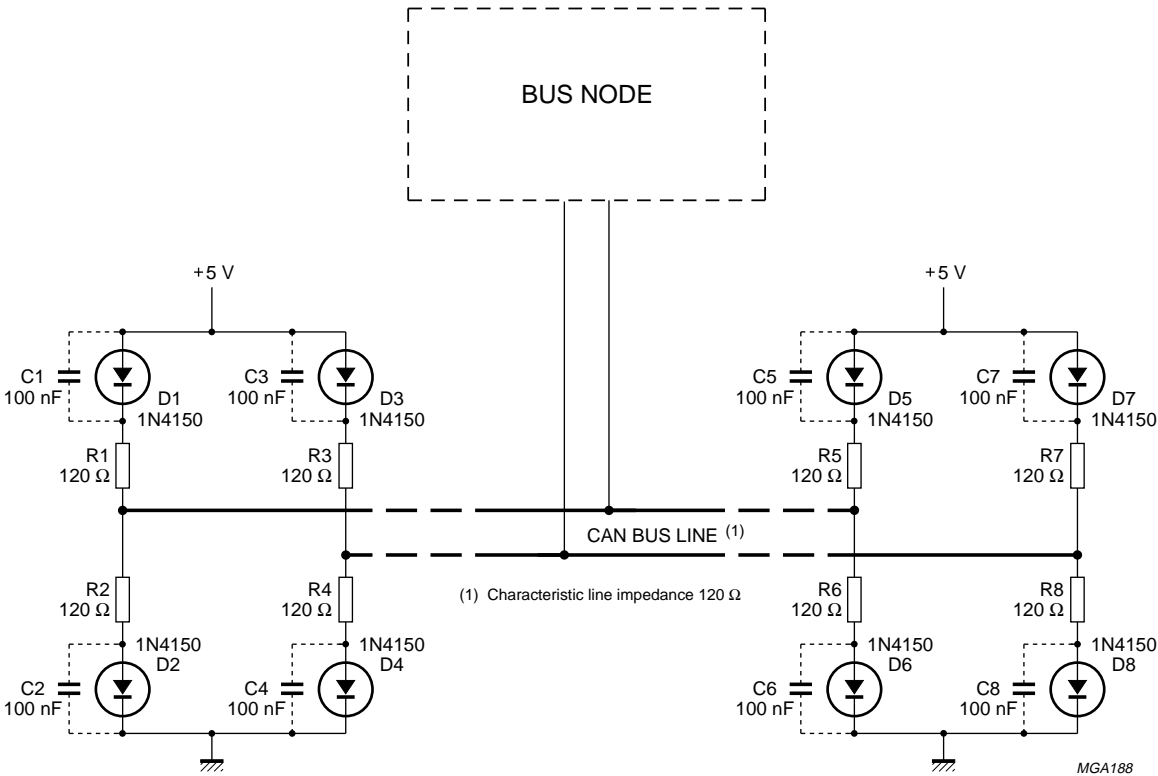 BUS NODE
+5 V
+5 V
C1
100 nF
D1
1N4150
C3
100 nF
D3
1N4150
C5
100 nF
D5
1N4150
C7
100 nF
D7
1N4150
R1
120 Ω
R3
120 Ω
R5
120 Ω
R7
120 Ω
CAN BUS LINE (1)
R2
120 Ω
R4
120 Ω
(1) Characteristic line impedance 120 Ω
R6
120 Ω
R8
120 Ω
1N4150
D2
C2
100 nF
1N4150
D4
C4
100 nF
1N4150
D6
C6
100 nF
1N4150
D8
C8
100 nF
MGA188